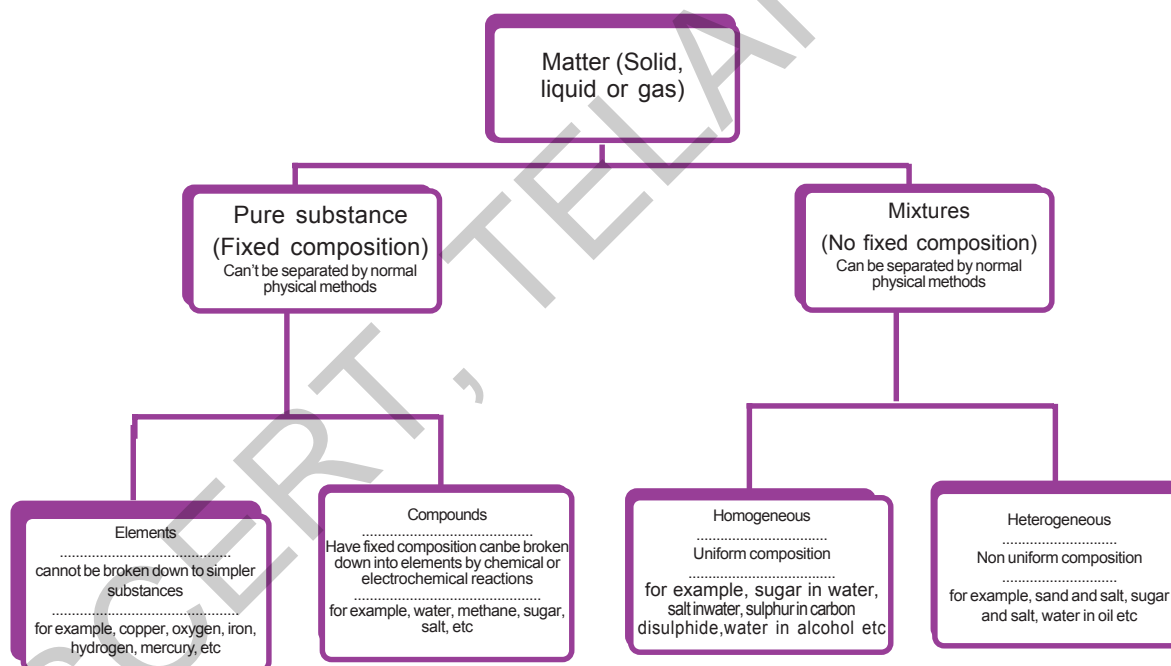 Matter (Solid,
liquid or gas)
Pure substance
(Fixed composition)
Can't be separated by normal
physical methods
Mixtures
(No fixed composition)
Can be separated by normal
physical methods
Elements
........................................
cannot be broken down to simpler
substances
............................................
for example, copper, oxygen, iron,
hydrogen, mercury, etc
Compounds
........................................
Have fixed composition canbe broken
down into elements by chemical or
electrochemical reactions
............................................
for example, water, methane, sugar,
salt, etc
Homogeneous
...............................
Uniform composition
...................................
for example, sugar in water,
salt inwater, sulphur in carbon
disulphide,water in alcohol etc
Heterogeneous
...........................
Non uniform composition
...........................
for example, sand and salt, sugar
and salt, water in oil etc
SCERT, TELAN